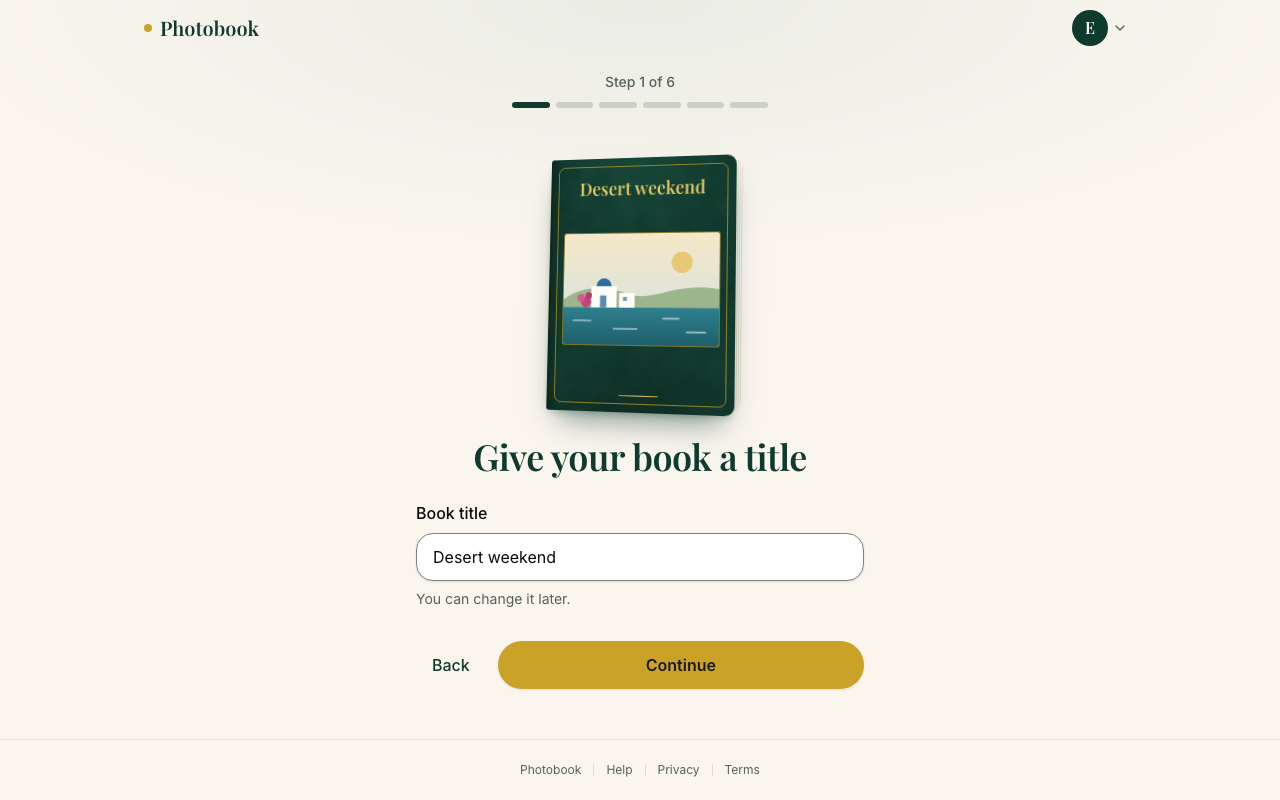 Photobook
E
Step 1 of 6
Desert weekend
Give your book a title
Book title
Desert weekend
You can change it later.
Back
Continue
Photobook
Help
Privacy
Terms